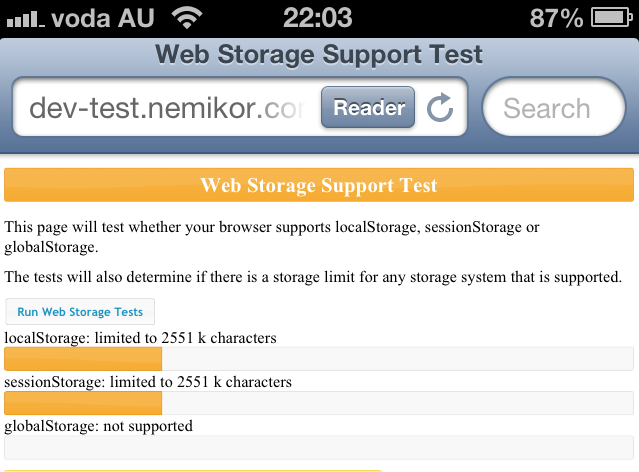 voda AU 22:03 87%
Web Storage Support Test
dev-test.nemikor.co Reader Search
Web Storage Support Test
This page will test whether your browser supports localStorage, sessionStorage or
globalStorage.
The tests will also determine if there is a storage limit for any storage system that is supported.
Run Web Storage Tests
localStorage: limited to 2551 k characters
sessionStorage: limited to 2551 k characters
globalStorage: not supported